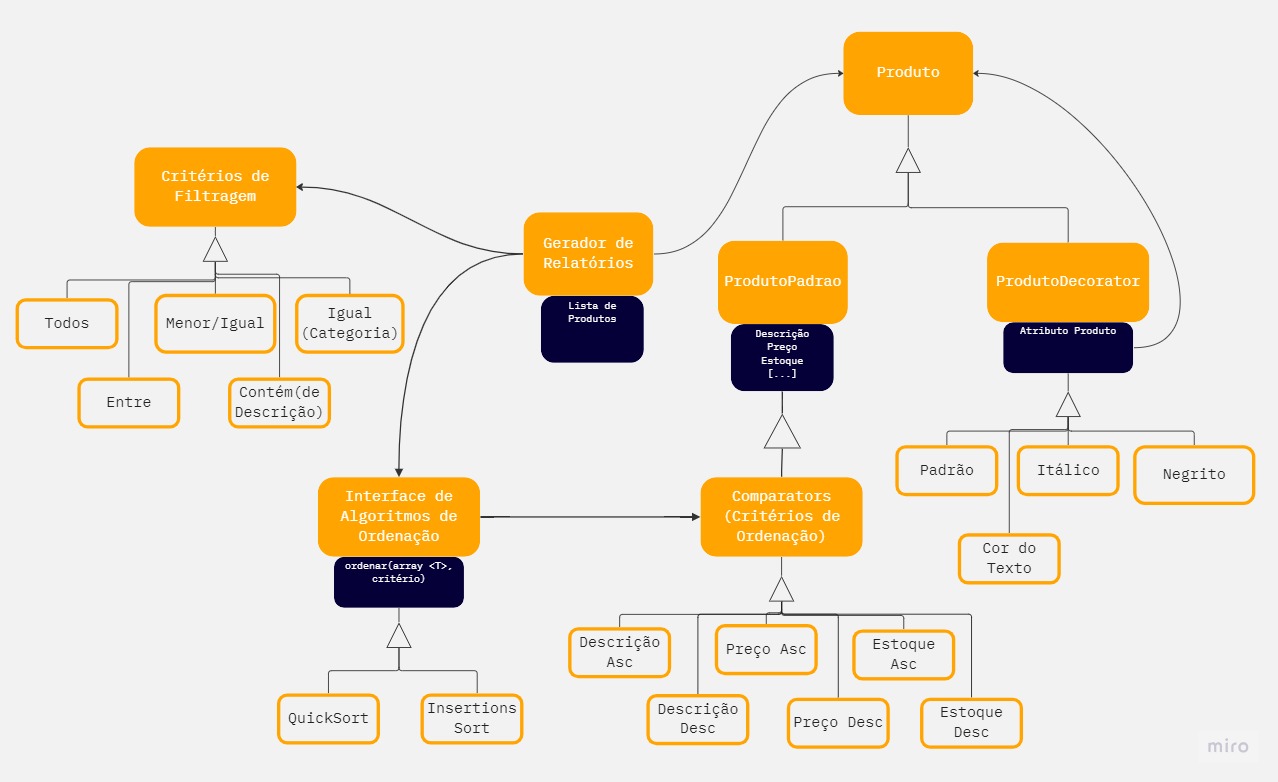 Produto
Critérios de
Filtragem
Gerador de
Relatórios
Lista de
Produtos
ProdutoPadrao
Descrição
Preço
Estoque
[...]
ProdutoDecorator
Atributo Produto
Todos
Menor/Igual
Igual
(Categoria)
Entre
Contém(de
Descrição)
Padrão
Itálico
Negrito
Cor do
Texto
Interface de
Algoritmos de
Ordenação
ordenar(array <T>,
critério)
Comparators
(Critérios de
Ordenação)
QuickSort
Insertions
Sort
Descrição
Asc
Preço Asc
Estoque
Asc
Descrição
Desc
Preço Desc
Estoque
Desc
miro